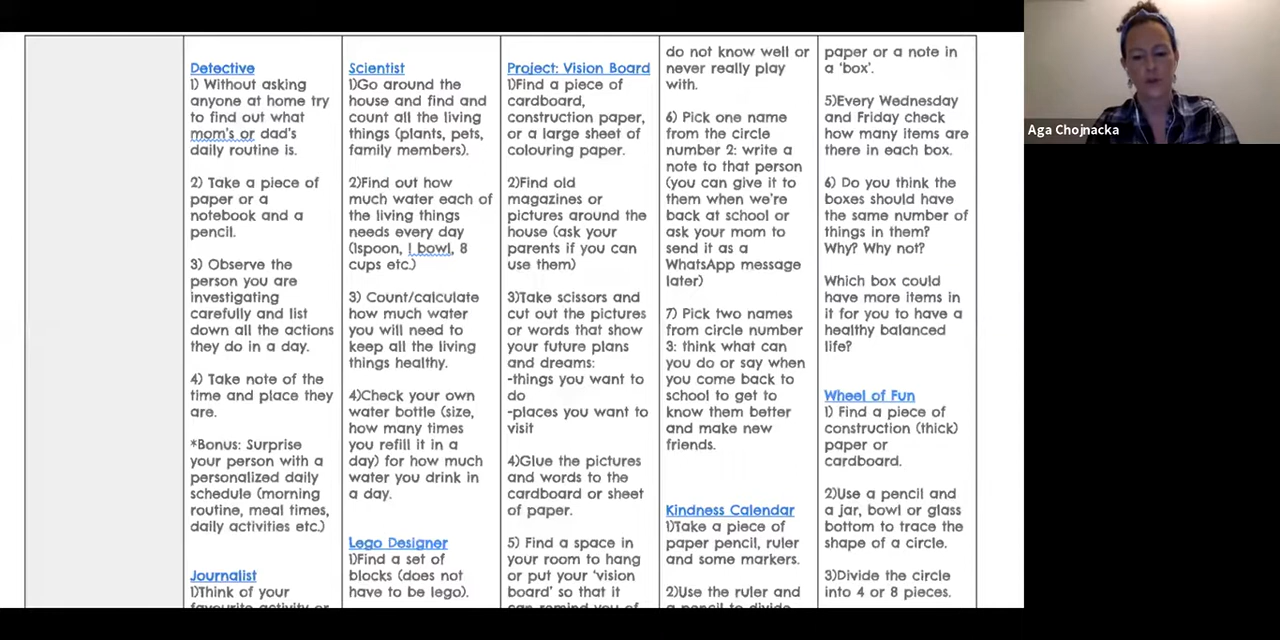 Detective
1) Without asking
anyone at home try
to find out what
mom's or dad's
daily routine is.
2) Take a piece of
paper or a
notebook and a
pencil.
3) Observe the
person you are
investigating
carefully and list
down all the actions
they do in a day.
4) Take note of the
time and place they
are.
*Bonus: Surprise
your person with a
personalized daily
schedule (morning
routine, meal times,
daily activities etc.)
Journalist
1)Think of your
favourite activity or
Scientist
1)Go around the
house and find and
count all the living
things (plants, pets,
family members).
2)Find out how
much water each of
the living things
needs every day
(1spoon, 1 bowl, 8
cups etc.)
3) Count/calculate
how much water
you will need to
keep all the living
things healthy.
4)Check your own
water bottle (size,
how many times
you refill it in a
day) for how much
water you drink in
a day.
Lego Designer
1)Find a set of
blocks (does not
have to be lego).
Project: Vision Board
1)Find a piece of
cardboard,
construction paper,
or a large sheet of
colouring paper.
2)Find old
magazines or
pictures around the
house (ask your
parents if you can
use them)
3)Take scissors and
cut out the pictures
or words that show
your future plans
and dreams:
-things you want to
do
-places you want to
visit
4)Glue the pictures
and words to the
cardboard or sheet
of paper.
5) Find a space in
your room to hang
or put your 'vision
board' so that it
can remind you of
do not know well or
never really play
with.
6) Pick one name
from the circle
number 2: write a
note to that person
(you can give it to
them when we're
back at school or
ask your mom to
send it as a
WhatsApp message
later)
7) Pick two names
from circle number
3: think what can
you do or say when
you come back to
school to get to
know them better
and make new
friends.
Kindness Calendar
1)Take a piece of
paper pencil, ruler
and some markers.
2)Use the ruler and
a pencil to divide
paper or a note in
a 'box'.
5)Every Wednesday
and Friday check
how many items are
there in each box.
6) Do you think the
boxes should have
the same number of
things in them?
Why? Why not?
Which box could
have more items in
it for you to have a
healthy balanced
life?
Wheel of Fun
1) Find a piece of
construction (thick)
paper or
cardboard.
2)Use a pencil and
a jar, bowl or glass
bottom to trace the
shape of a circle.
3)Divide the circle
into 4 or 8 pieces.
Aga Chojnacka